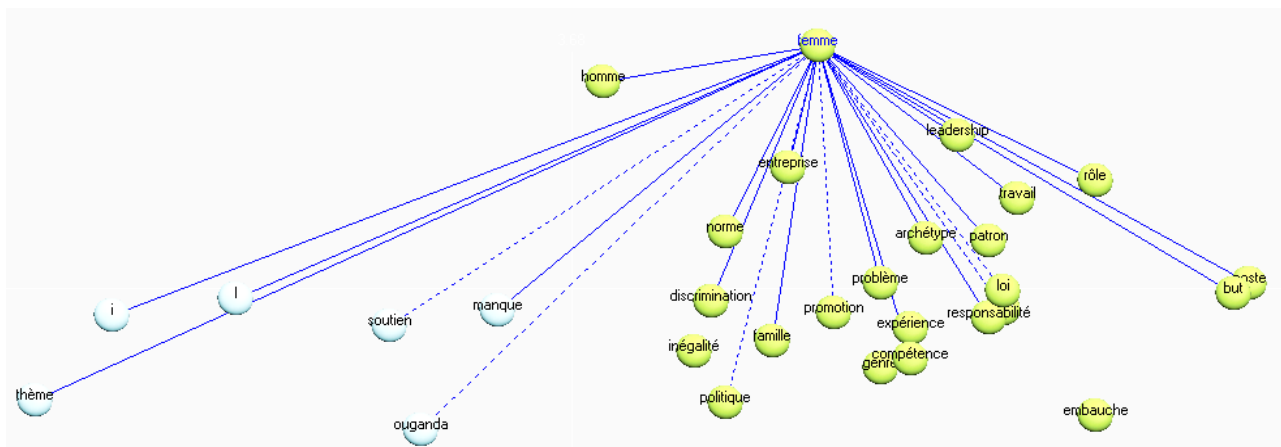 femme
homme
leadership
entreprise
rôle
travail
norme
archétype
patron
problème
loi
but
l
i
discrimination
manque
promotion
responsabilité
soutien
expérience
famille
inégalité
compétence
genre
thème
politique
embauche
ouganda